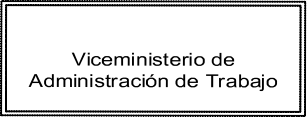 Viceministerio de
Administración de Trabajo